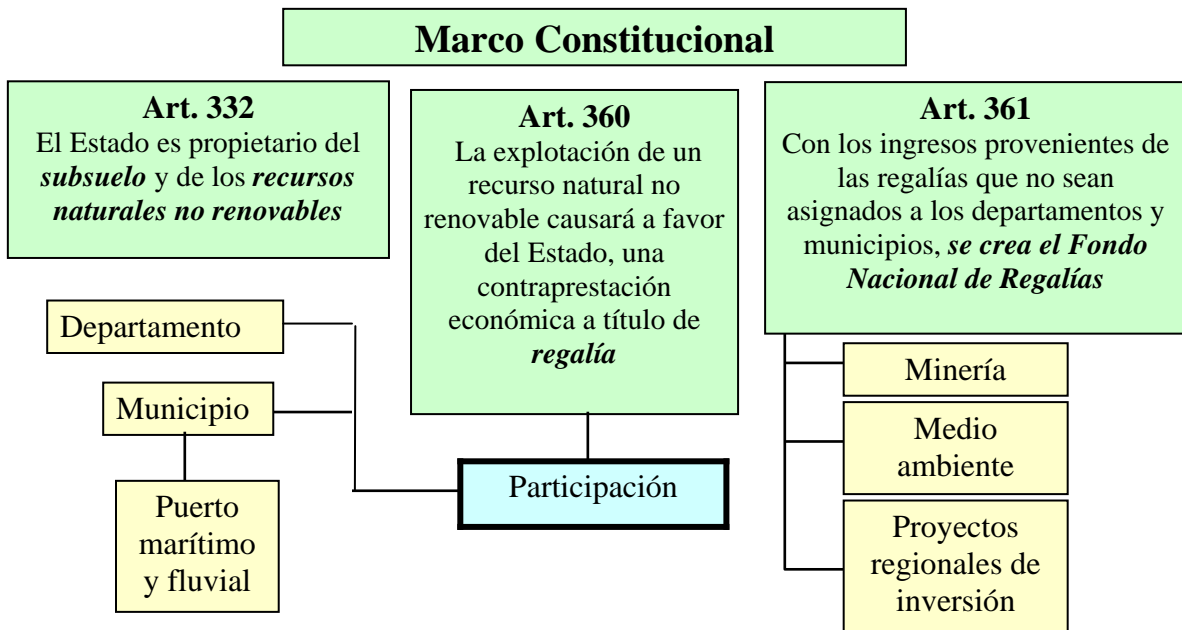 Marco Constitucional
Art. 332
El Estado es propietario del
subsuelo y de los recursos
naturales no renovables
Art. 360
La explotación de un
recurso natural no
renovable causará a favor
del Estado, una
contraprestación
económica a título de
regalía
Art. 361
Con los ingresos provenientes de
las regalías que no sean
asignados a los departamentos y
municipios, se crea el Fondo
Nacional de Regalías
Departamento
Municipio
Puerto
marítimo
y fluvial
Participación
Minería
Medio
ambiente
Proyectos
regionales de
inversión